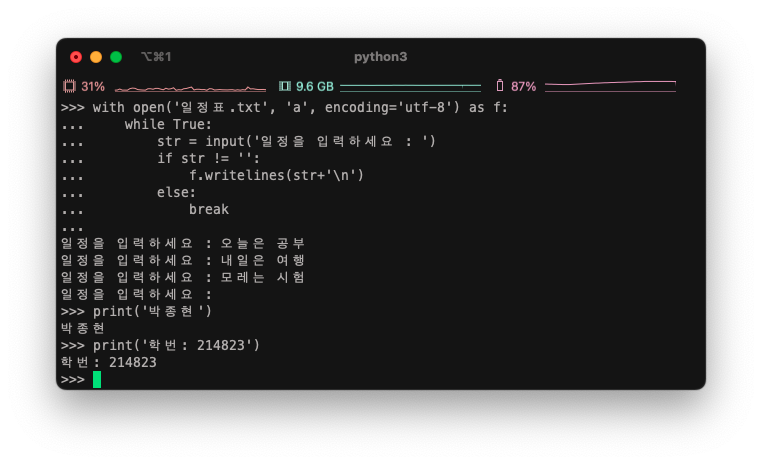 ⌥⌘1 python3
31% 9.6 GB 87%
>>> with open('일정표.txt', 'a', encoding='utf-8') as f:
...     while True:
...         str = input('일정을 입력하세요 : ')
...         if str != '':
...             f.writelines(str+'\n')
...         else:
...             break
...
일정을 입력하세요 : 오늘은 공부
일정을 입력하세요 : 내일은 여행
일정을 입력하세요 : 모레는 시험
일정을 입력하세요 :
>>> print('박종현')
박종현
>>> print('학번: 214823')
학번: 214823
>>>